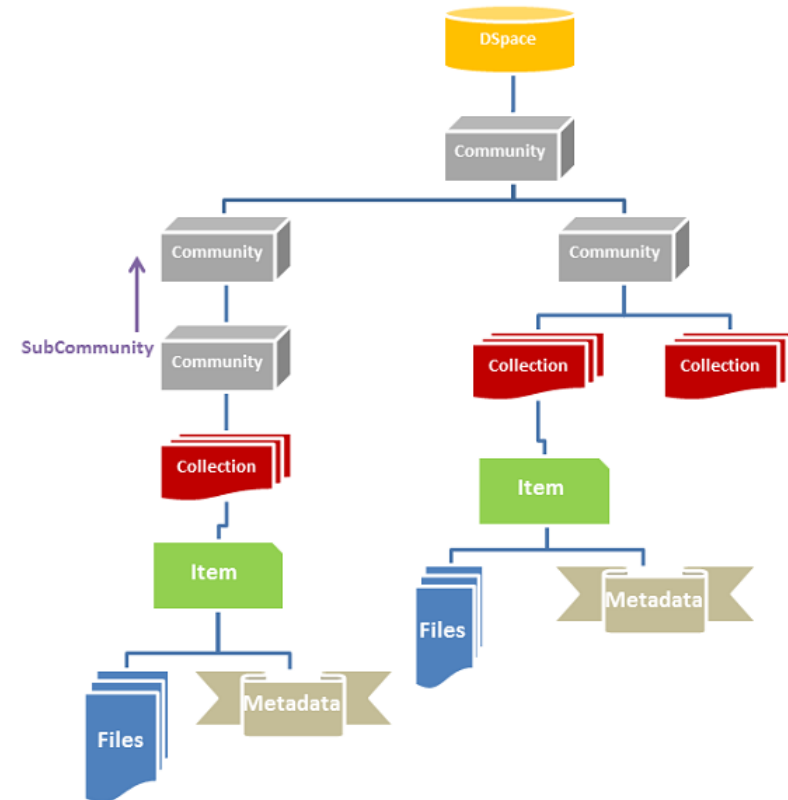 DSpace
Community
Community
Community
SubCommunity
Community
Collection
Collection
Collection
Item
Item
Files
Metadata
Files
Metadata